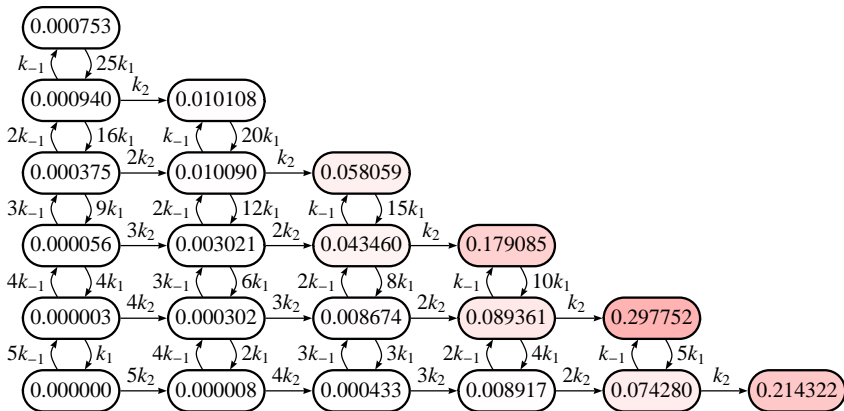 0.000753
k₋₁ 25k₁
k₂
0.000940 0.010108
2k₋₁ 16k₁ k₋₁ 20k₁
2k₂ k₂
0.000375 0.010090 0.058059
3k₋₁ 9k₁ 2k₋₁ 12k₁ k₋₁ 15k₁
3k₂ 2k₂ k₂
0.000056 0.003021 0.043460 0.179085
4k₋₁ 4k₁ 3k₋₁ 6k₁ 2k₋₁ 8k₁ k₋₁ 10k₁
4k₂ 3k₂ 2k₂ k₂
0.000003 0.000302 0.008674 0.089361 0.297752
5k₋₁ k₁ 4k₋₁ 2k₁ 3k₋₁ 3k₁ 2k₋₁ 4k₁ k₋₁ 5k₁
5k₂ 4k₂ 3k₂ 2k₂ k₂
0.000000 0.000008 0.000433 0.008917 0.074280 0.214322